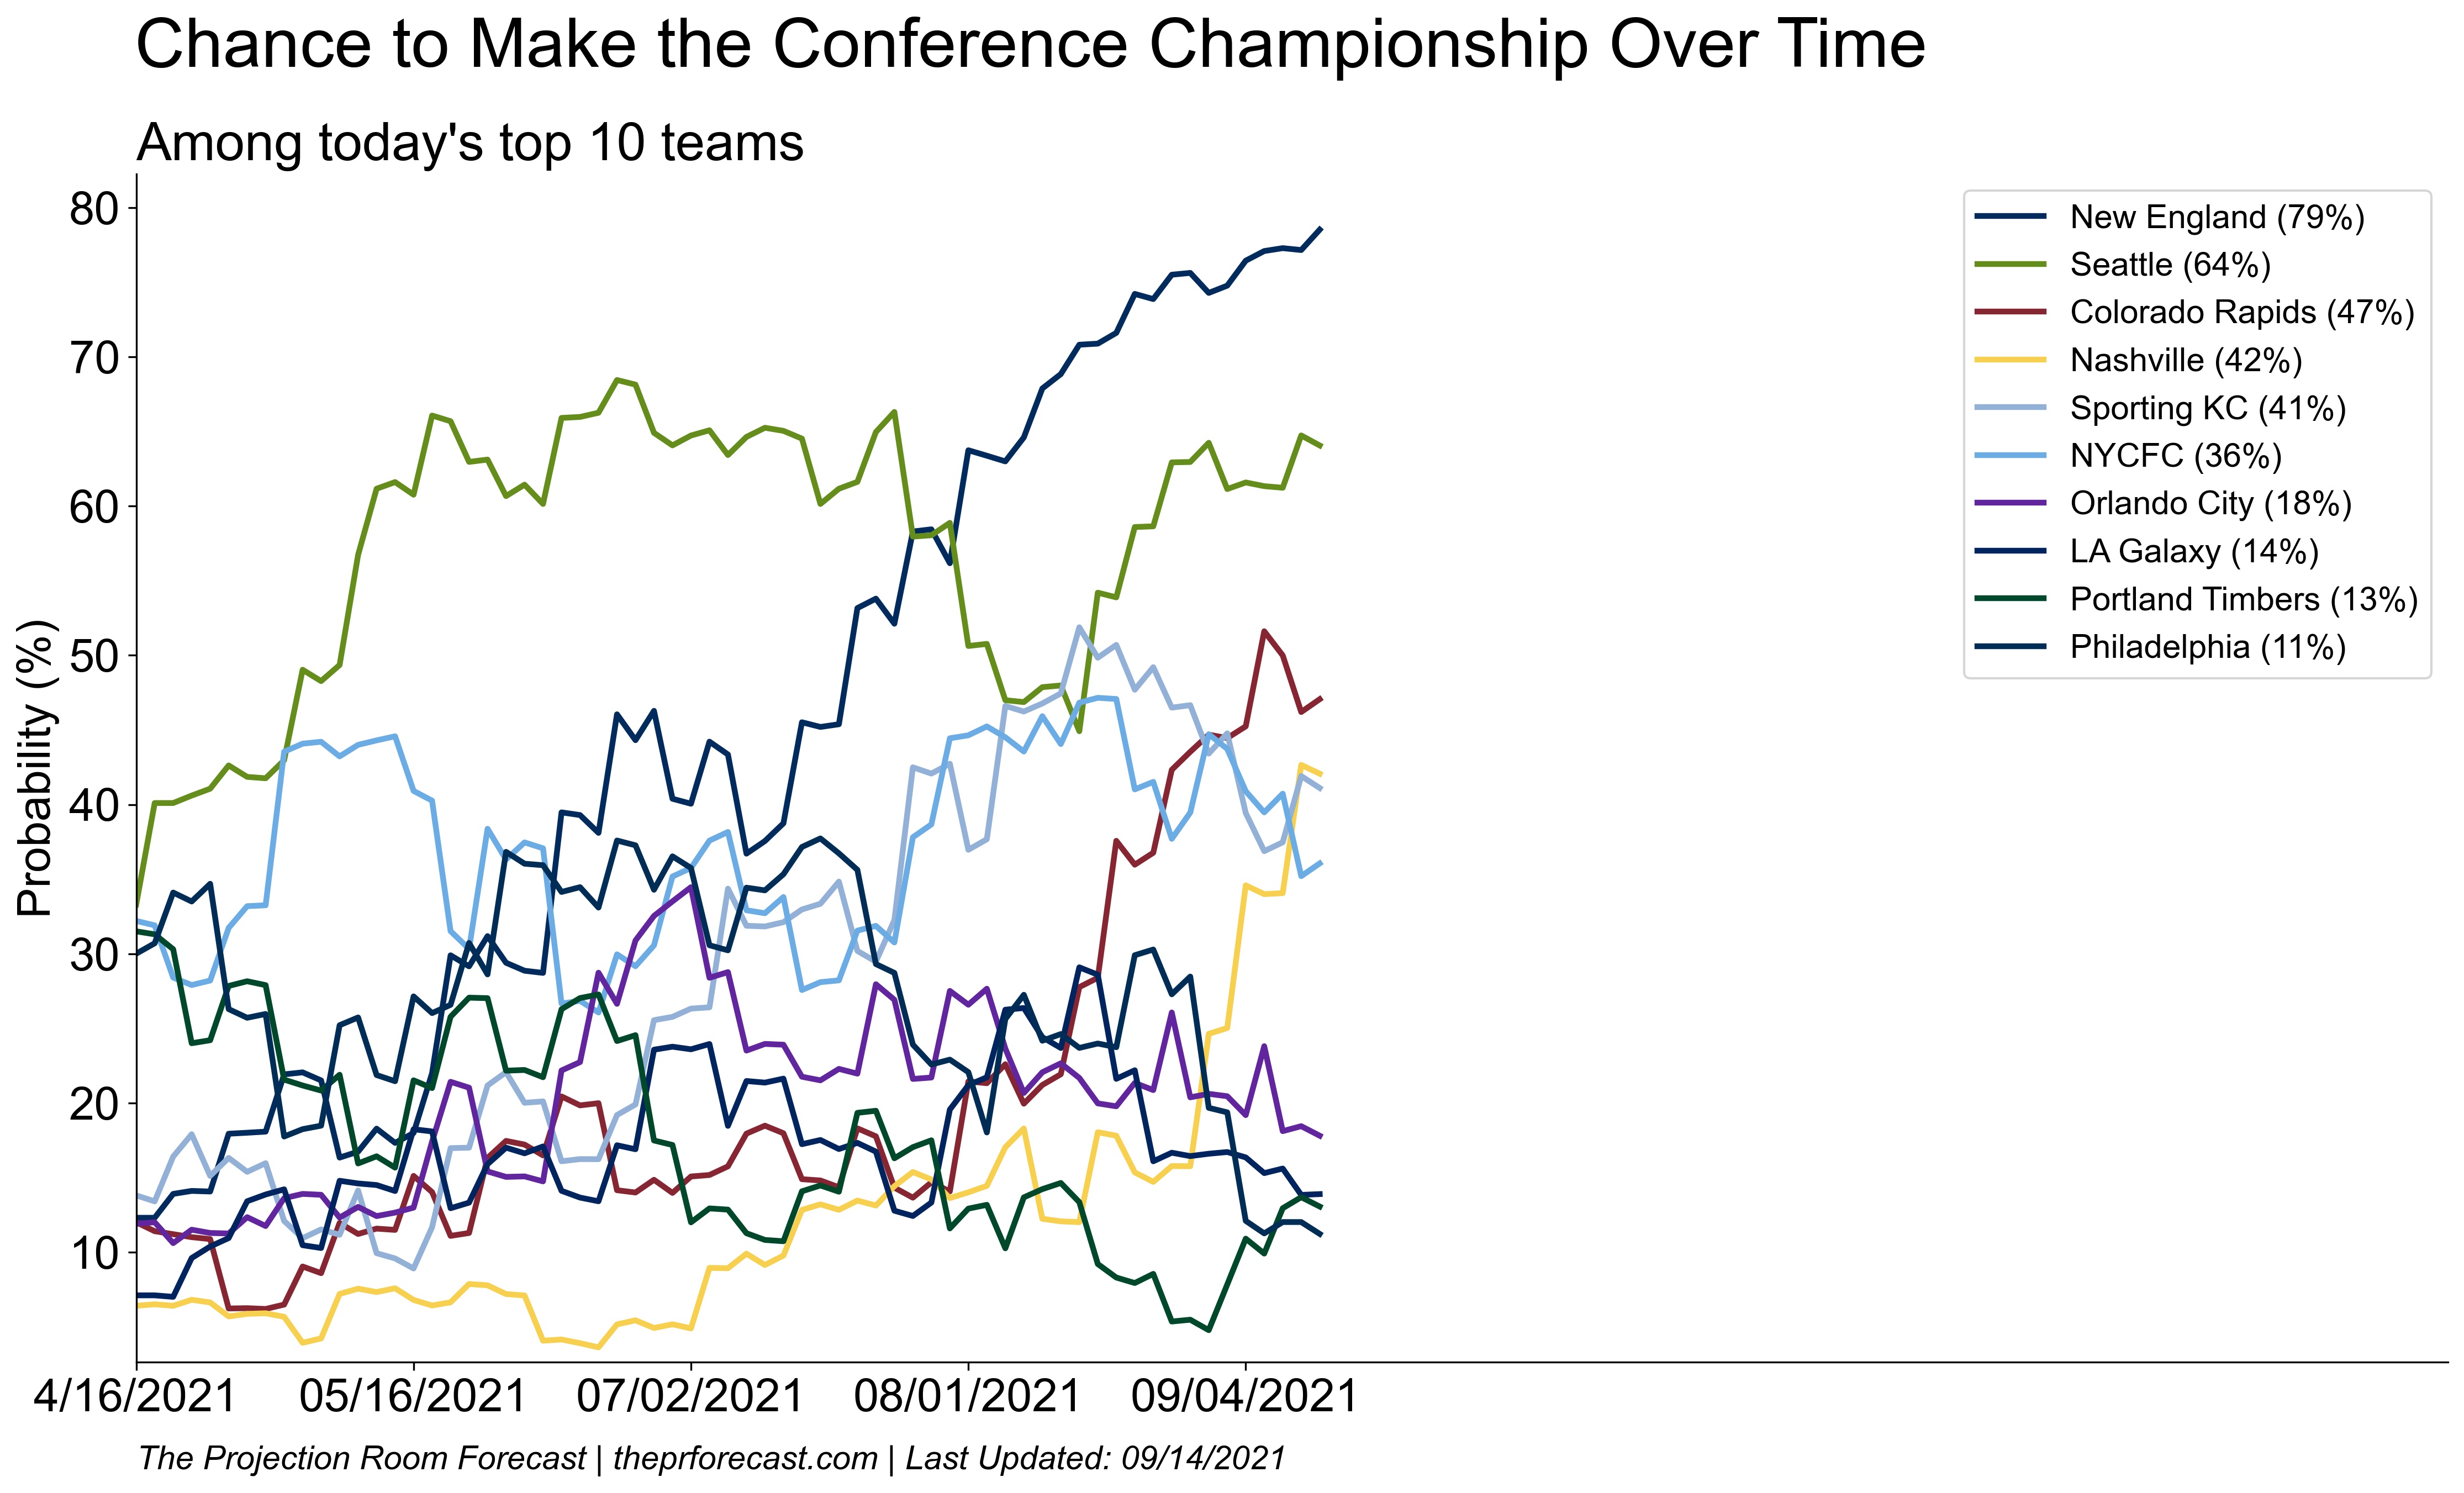 Chance to Make the Conference Championship Over Time
Among today's top 10 teams
80
70
60
50
40
30
20
10
Probability (%)
New England (79%)
Seattle (64%)
Colorado Rapids (47%)
Nashville (42%)
Sporting KC (41%)
NYCFC (36%)
Orlando City (18%)
LA Galaxy (14%)
Portland Timbers (13%)
Philadelphia (11%)
4/16/2021 05/16/2021 07/02/2021 08/01/2021 09/04/2021
The Projection Room Forecast | theprforecast.com | Last Updated: 09/14/2021